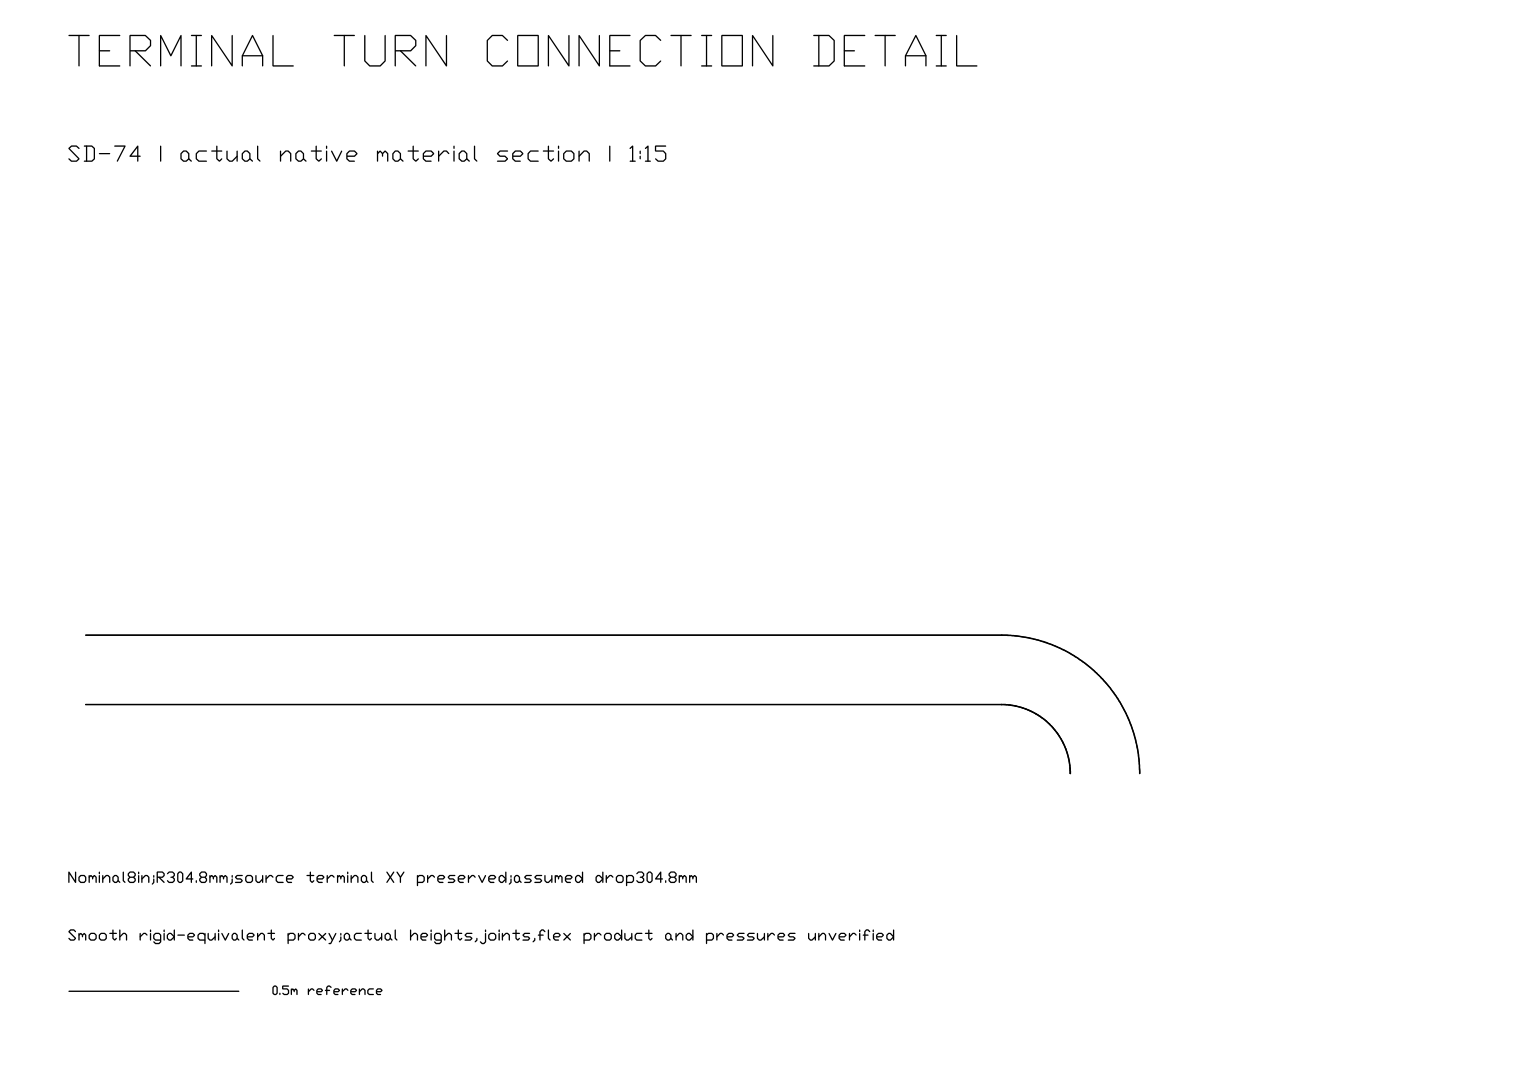 TERMINAL TURN CONNECTION DETAIL
SD-74 | actual native material section | 1:15
Nominal8in;R304.8mm;source terminal XY preserved;assumed drop304.8mm
Smooth rigid-equivalent proxy;actual heights,joints,flex product and pressures unverified
0.5m reference